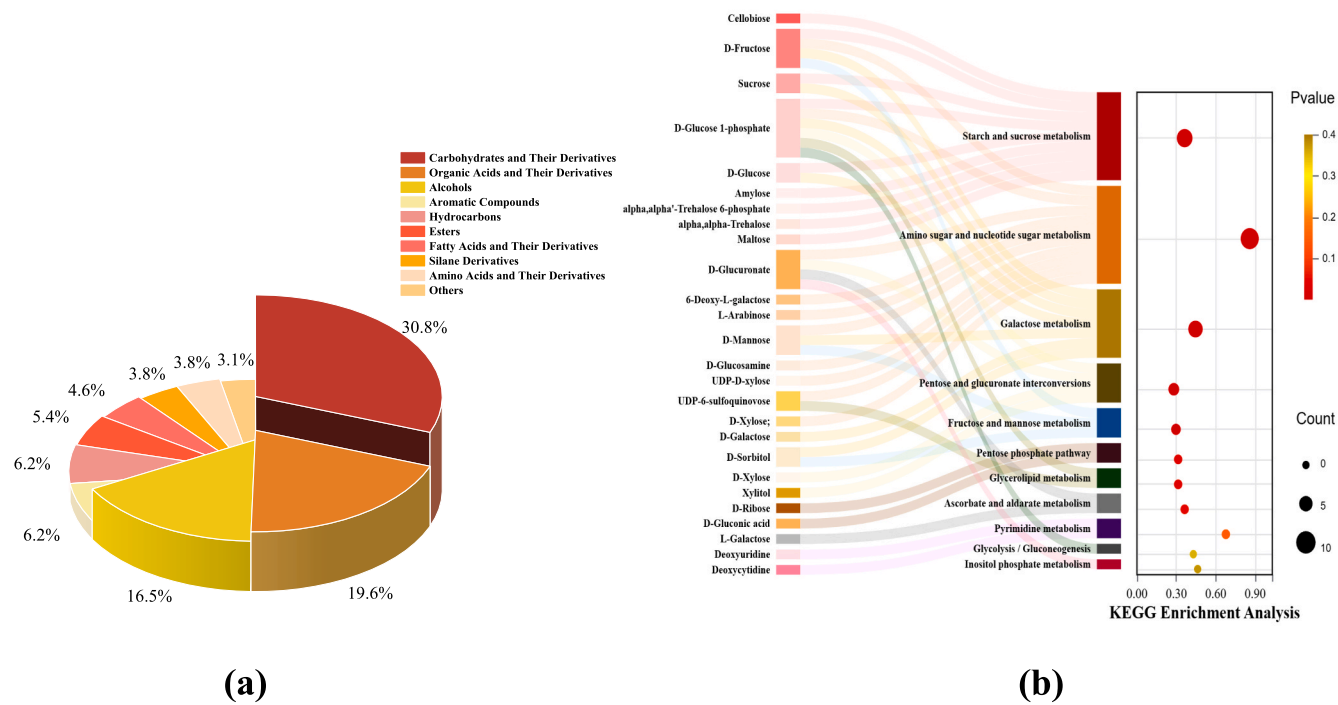 Carbohydrates and Their Derivatives
Organic Acids and Their Derivatives
Alcohols
Aromatic Compounds
Hydrocarbons
Esters
Fatty Acids and Their Derivatives
Silane Derivatives
Amino Acids and Their Derivatives
Others
30.8%
3.1%
3.8%
3.8%
4.6%
5.4%
6.2%
6.2%
16.5%
19.6%
(a)
Cellobiose
D-Fructose
Sucrose
D-Glucose 1-phosphate
D-Glucose
Amylose
alpha,alpha'-Trehalose 6-phosphate
alpha,alpha-Trehalose
Maltose
D-Glucuronate
6-Deoxy-L-galactose
L-Arabinose
D-Mannose
D-Glucosamine
UDP-D-xylose
UDP-6-sulfoquinovose
D-Xylose;
D-Galactose
D-Sorbitol
D-Xylose
Xylitol
D-Ribose
D-Gluconic acid
L-Galactose
Deoxyuridine
Deoxycytidine
Starch and sucrose metabolism
Amino sugar and nucleotide sugar metabolism
Galactose metabolism
Pentose and glucuronate interconversions
Fructose and mannose metabolism
Pentose phosphate pathway
Glycerolipid metabolism
Ascorbate and aldarate metabolism
Pyrimidine metabolism
Glycolysis / Gluconeogenesis
Inositol phosphate metabolism
0.00 0.30 0.60 0.90
KEGG Enrichment Analysis
Pvalue
0.4
0.3
0.2
0.1
Count
0
5
10
(b)